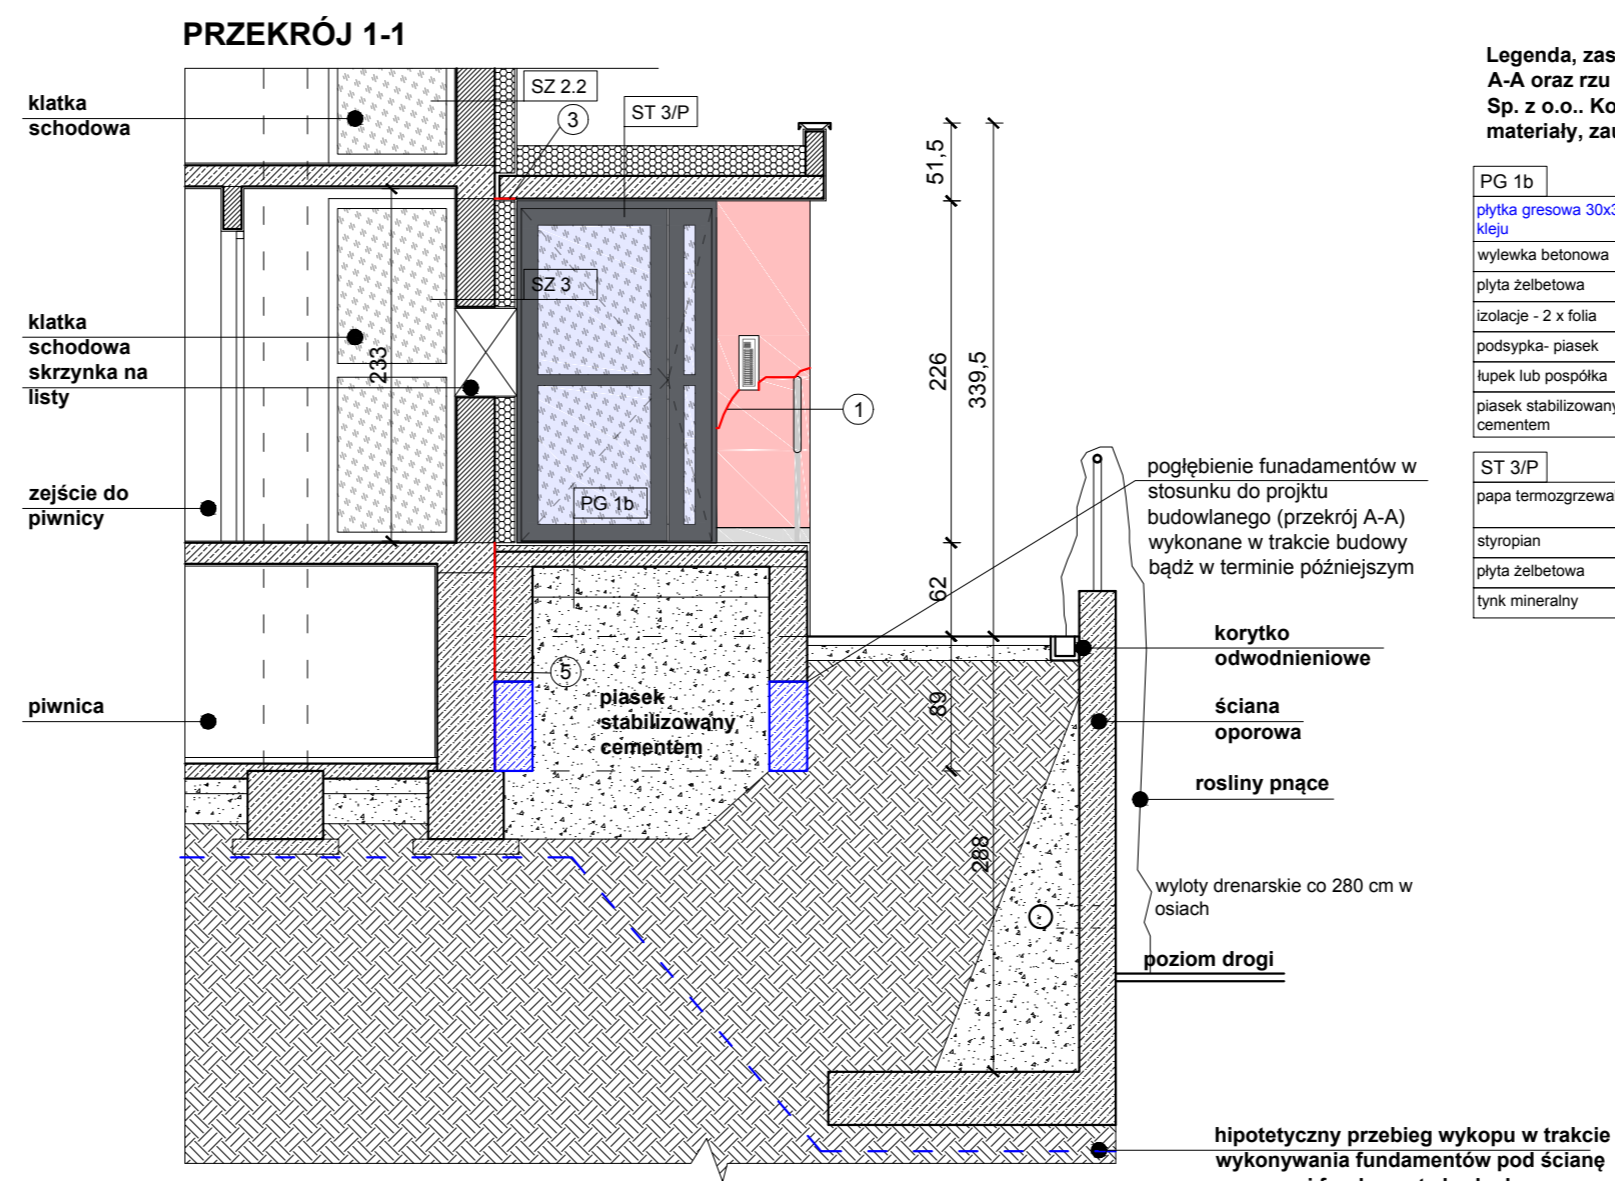 PRZEKRÓJ 1-1
klatka
schodowa
SZ 2.2
3
ST 3/P
klatka
schodowa
skrzynka na
listy
SZ 3
233
1
zejście do
piwnicy
PG 1b
51,5
226
339,5
62
89
288
5
piasek
stabilizowany
cementem
piwnica
pogłębienie funadamentów w
stosunku do projktu
budowlanego (przekrój A-A)
wykonane w trakcie budowy
bądż w terminie późniejszym
korytko
odwodnieniowe
ściana
oporowa
rosliny pnące
wyloty drenarskie co 280 cm w
osiach
poziom drogi
hipotetyczny przebieg wykopu w trakcie
wykonywania fundamentów pod ścianę
Legenda, zas
A-A oraz rzu
Sp. z o.o.. Ko
materiały, zau
PG 1b
płytka gresowa 30x3
kleju
wylewka betonowa
plyta żelbetowa
izolacje - 2 x folia
podsypka- piasek
łupek lub pospółka
piasek stabilizowany
cementem
ST 3/P
papa termozgrzewa
styropian
płyta żelbetowa
tynk mineralny